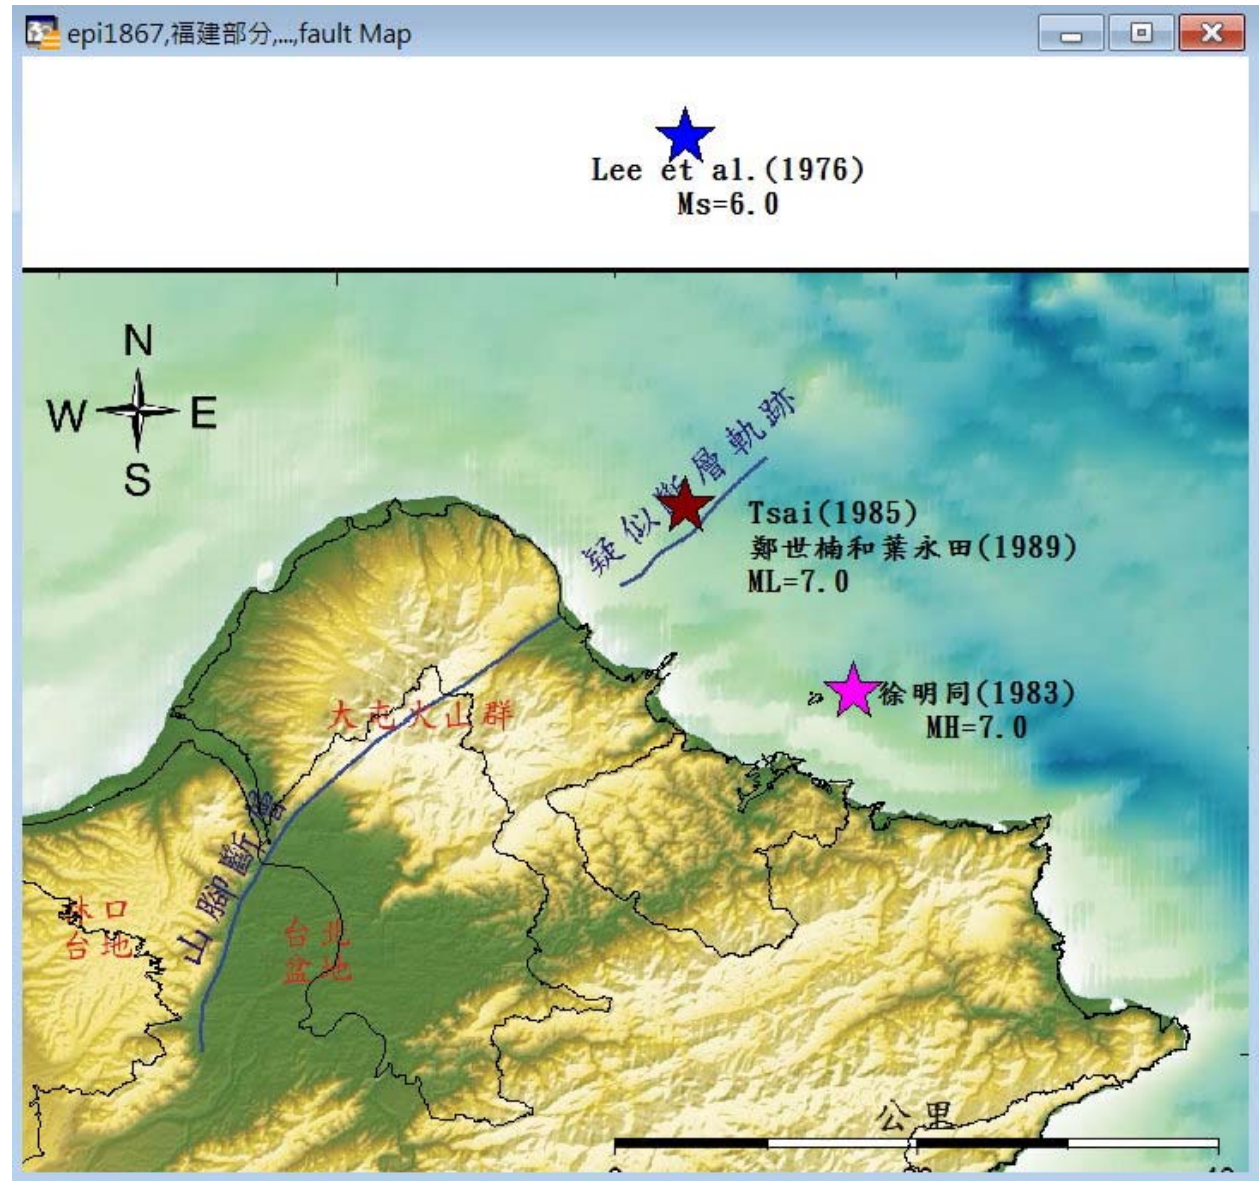 epi1867,福建部分,...,fault Map
Lee et al.(1976)
Ms=6.0
N
W E
S
疑似斷層軌跡
Tsai(1985)
鄭世楠和葉永田(1989)
ML=7.0
徐明同(1983)
MH=7.0
大屯火山群
山腳斷層
林口
台地
台北
盆地
公里